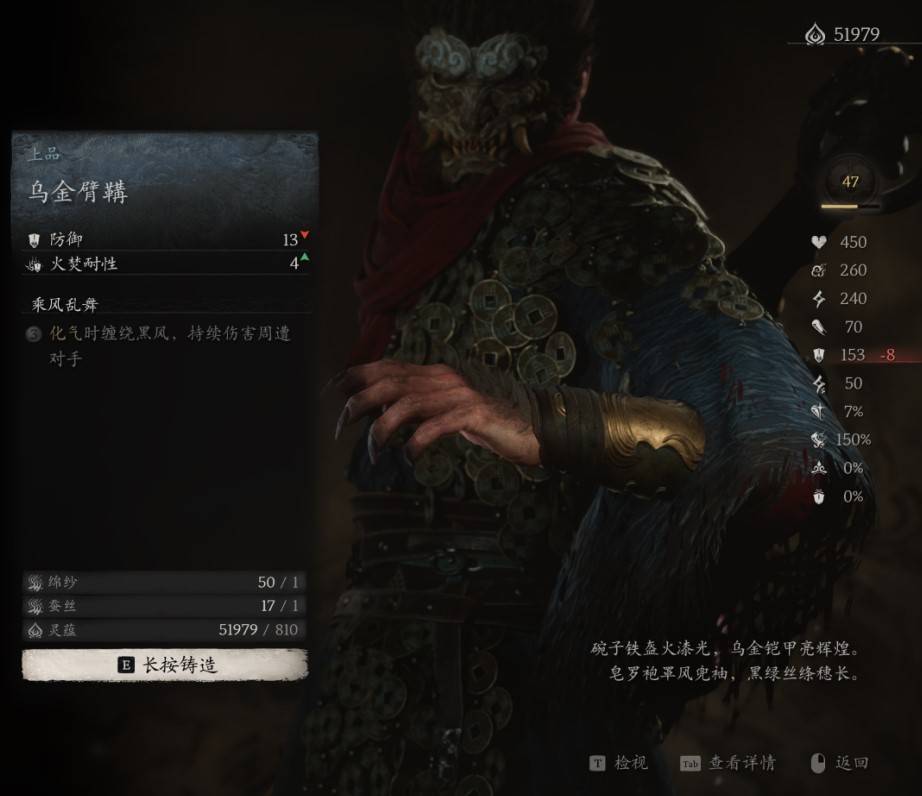 51979
上品
乌金臂鞲
防御 13
火焚耐性 4
乘风乱舞
3 化气时缠绕黑风，持续伤害周遭
对手
绵纱 50 / 1
蚕丝 17 / 1
灵蕴 51979 / 810
E 长按铸造
47
450
260
240
70
153 -8
50
7%
150%
0%
0%
碗子铁盔火漆光，乌金铠甲亮辉煌。
皂罗袍罩风兜袖，黑绿丝绦穗长。
T 检视 Tab 查看详情 返回